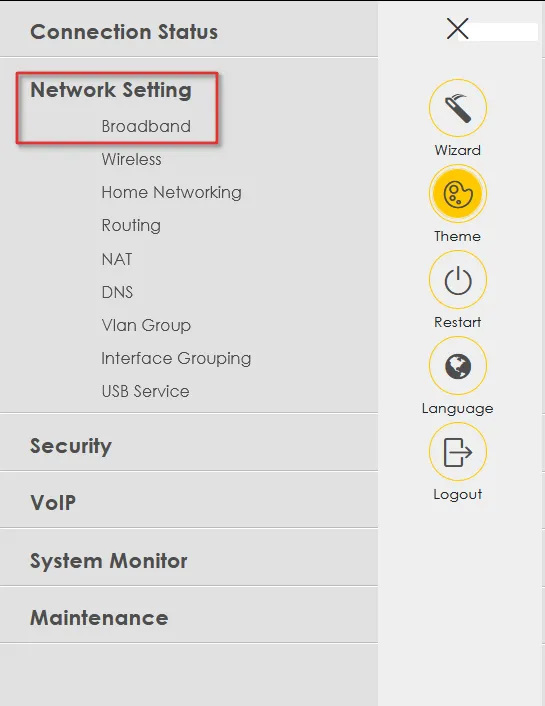 Connection Status
Network Setting
Broadband
Wireless
Home Networking
Routing
NAT
DNS
Vlan Group
Interface Grouping
USB Service
Security
VoIP
System Monitor
Maintenance
Wizard
Theme
Restart
Language
Logout